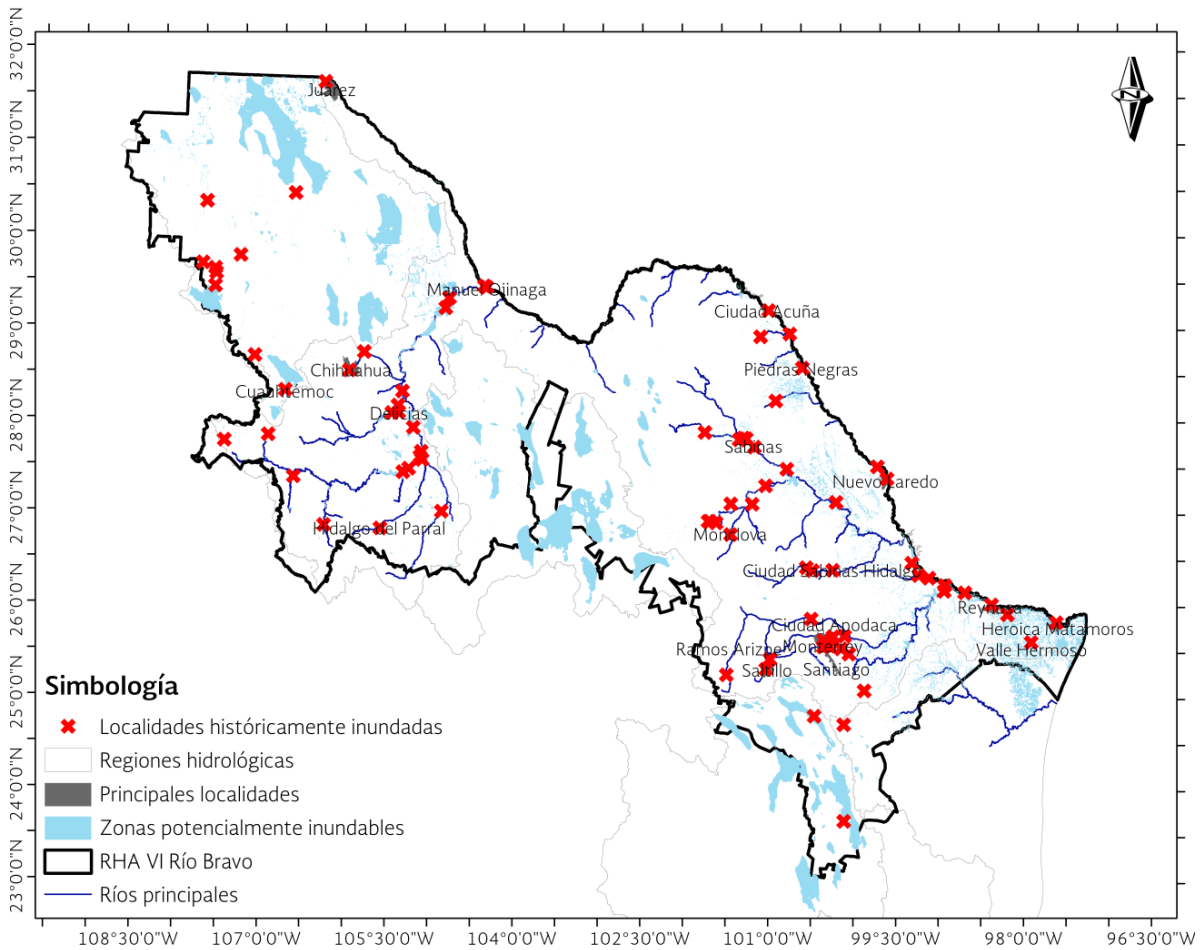 32°0'0"N
31°0'0"N
30°0'0"N
29°0'0"N
28°0'0"N
27°0'0"N
26°0'0"N
25°0'0"N
24°0'0"N
23°0'0"N
N
Juárez
Manuel Ojinaga
Ciudad Acuña
Chihuahua
Piedras Negras
Cuauhtémoc
Delicias
Sabinas
Nuevo Laredo
Hidalgo del Parral
Monclova
Ciudad Sabinas Hidalgo
Reynosa
Ciudad Apodaca
Heroica Matamoros
Ramos Arizpe
Monterrey
Valle Hermoso
Saltillo
Santiago
Simbología
Localidades históricamente inundadas
Regiones hidrológicas
Principales localidades
Zonas potencialmente inundables
RHA VI Río Bravo
Ríos principales
108°30'0"W
107°0'0"W
105°30'0"W
104°0'0"W
102°30'0"W
101°0'0"W
99°30'0"W
98°0'0"W
96°30'0"W